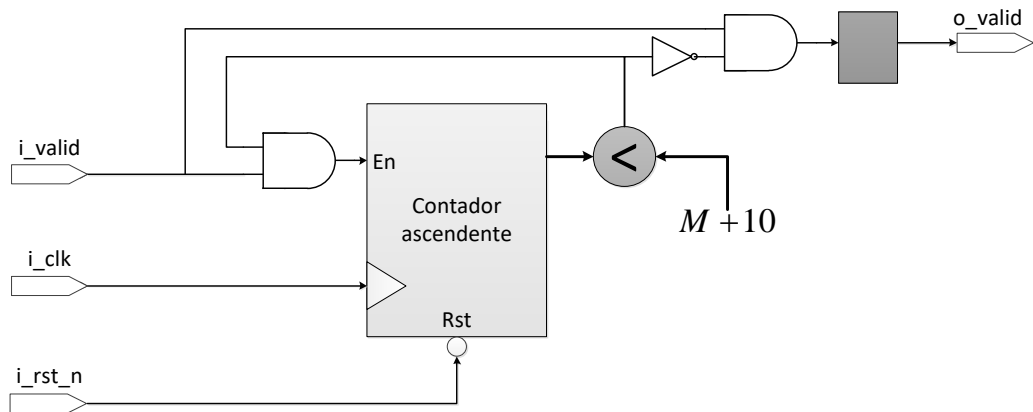 o_valid
i_valid
En
<
Contador
ascendente
M + 10
i_clk
Rst
i_rst_n